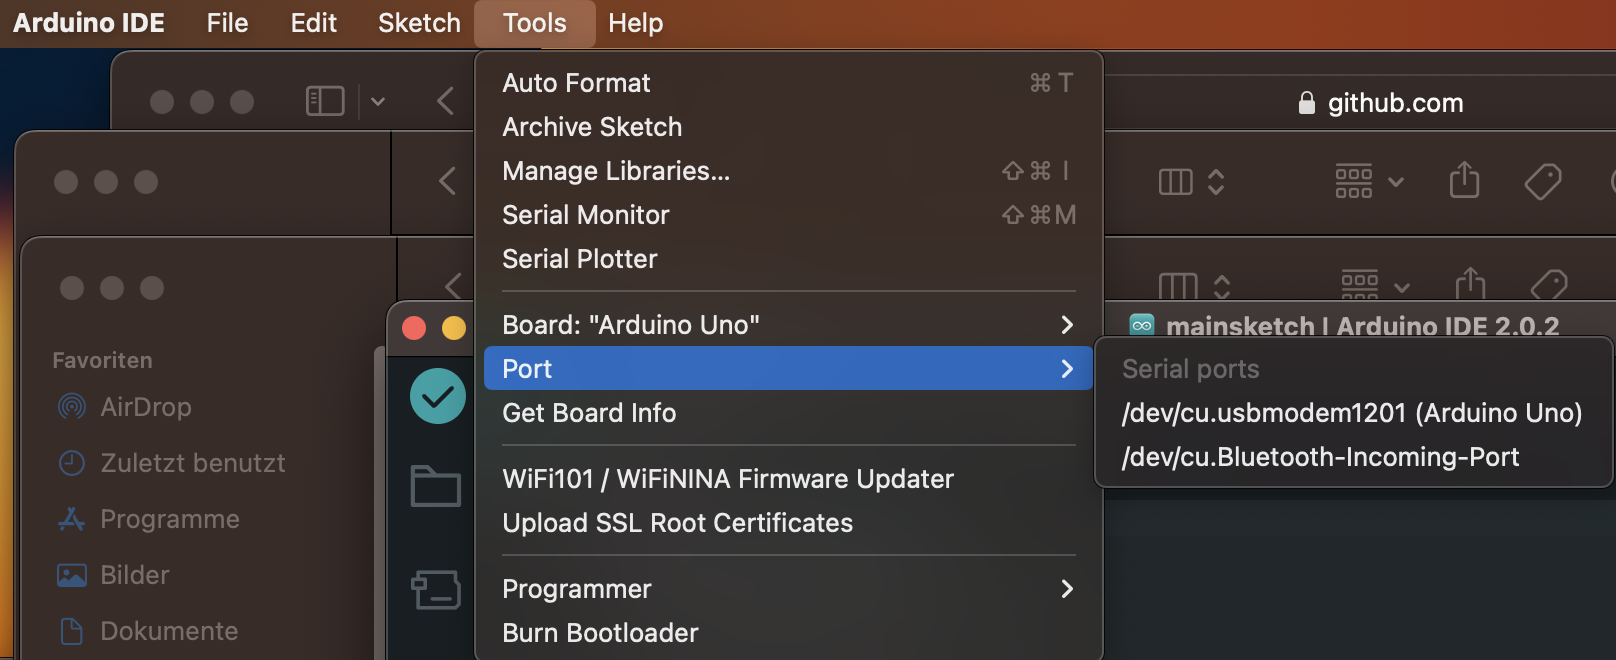 Arduino IDE File Edit Sketch Tools Help
github.com
Auto Format ⌘ T
Archive Sketch
Manage Libraries... ⇧ ⌘ I
Serial Monitor ⇧ ⌘ M
Serial Plotter
Board: "Arduino Uno"
Port
Get Board Info
WiFi101 / WiFiNINA Firmware Updater
Upload SSL Root Certificates
Programmer
Burn Bootloader
mainsketch | Arduino IDE 2.0.2
Serial ports
/dev/cu.usbmodem1201 (Arduino Uno)
/dev/cu.Bluetooth-Incoming-Port
Favoriten
AirDrop
Zuletzt benutzt
Programme
Bilder
Dokumente